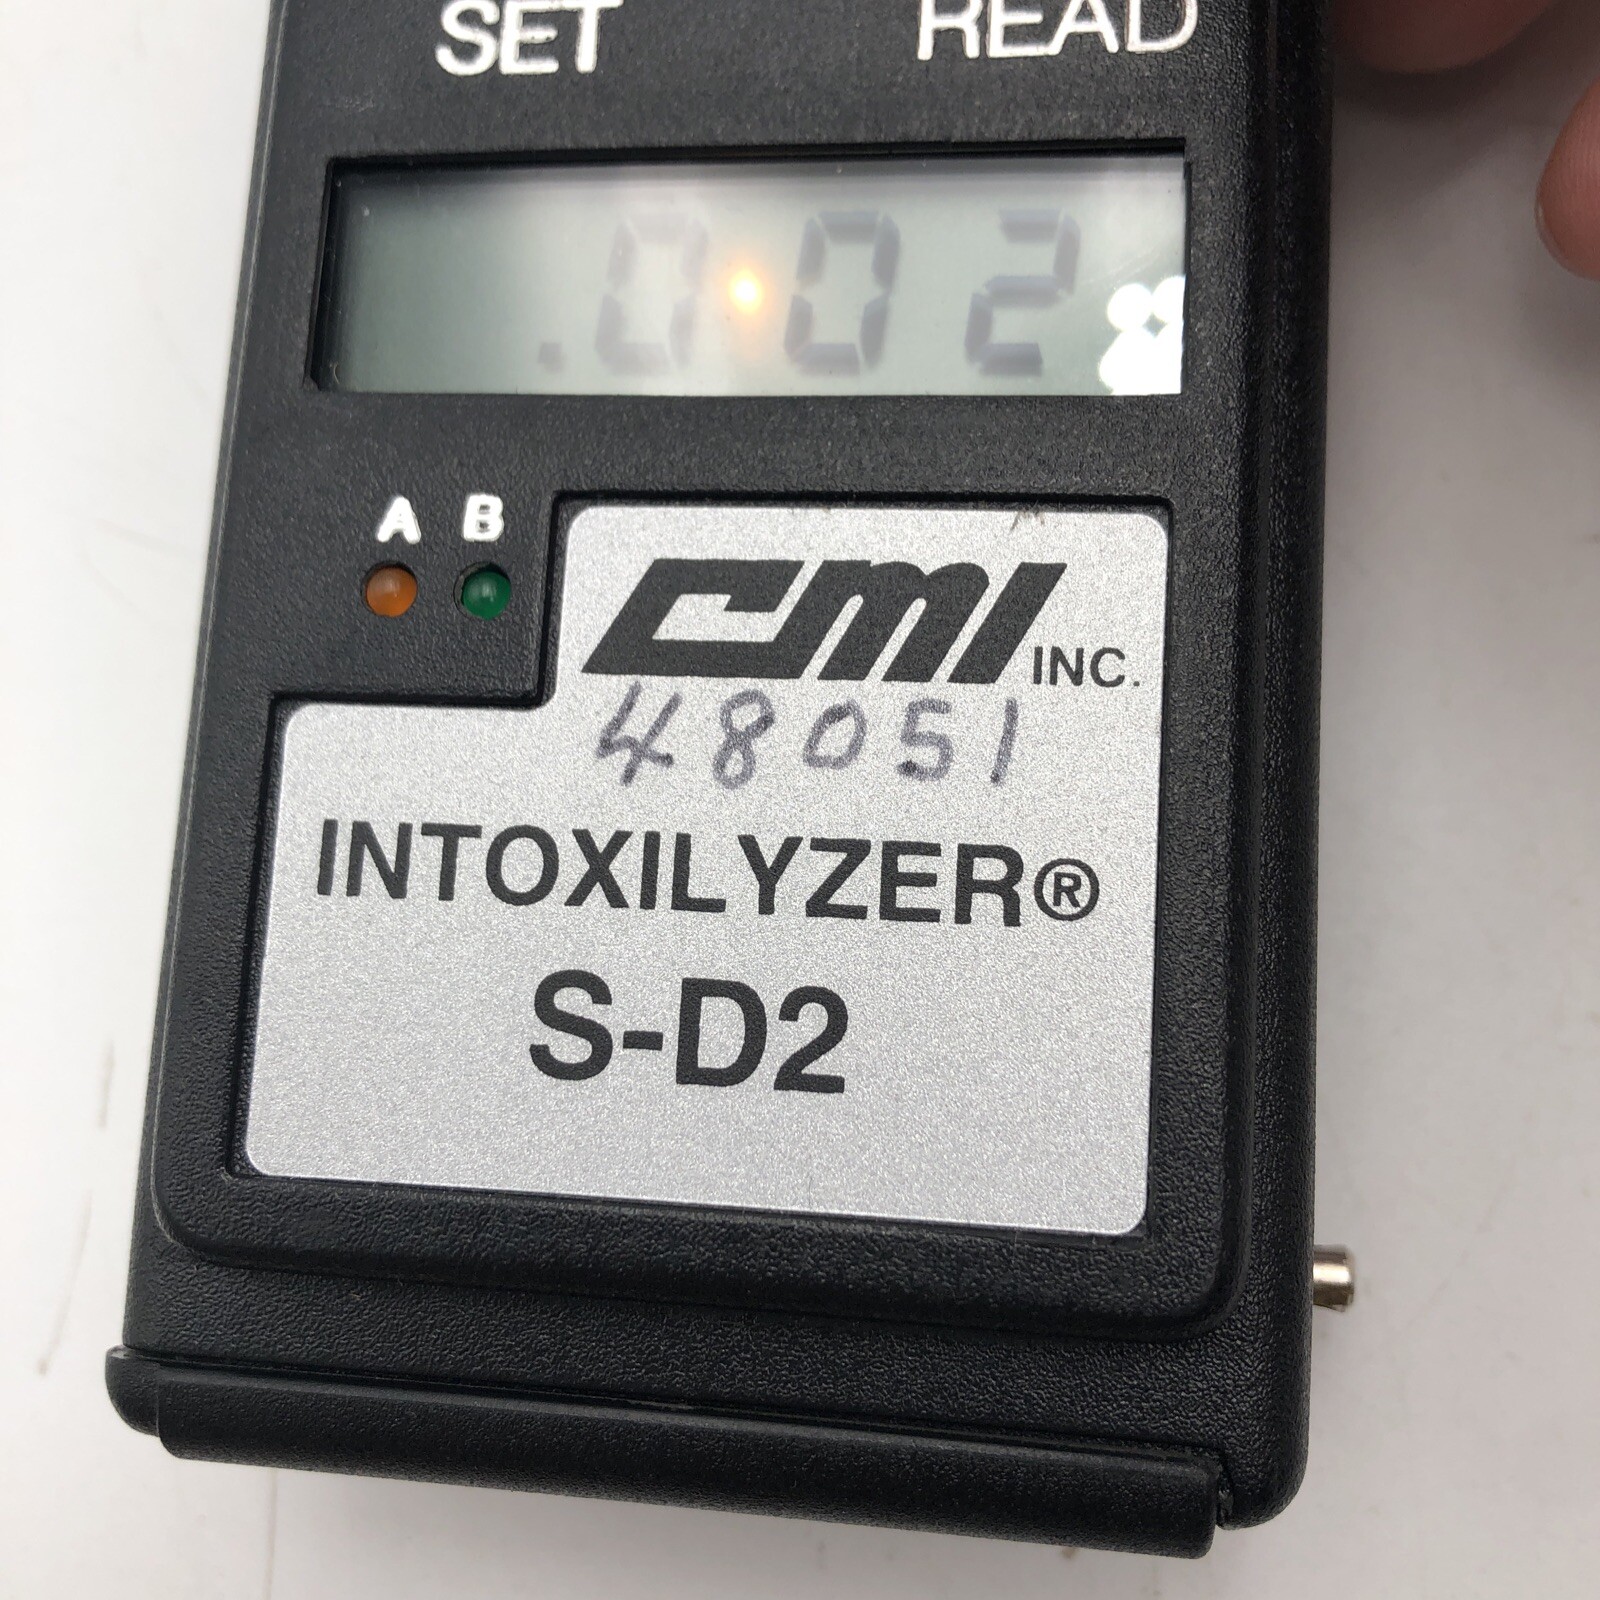 SET READ
.002
A B
CMI INC.
48051
INTOXILYZER®
S-D2